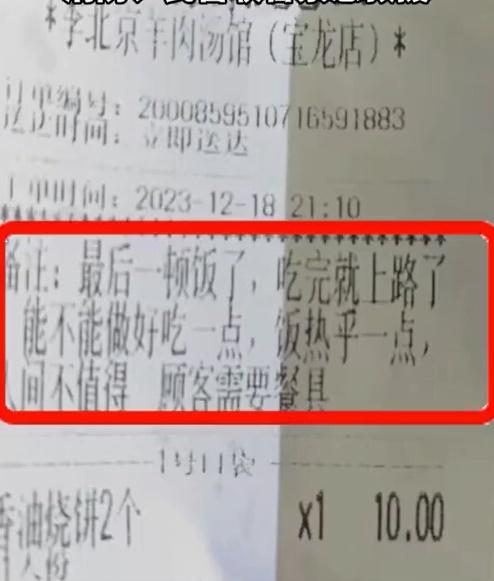 *李北京羊肉汤馆（宝龙店）*
订单编号：2000859510716591883
送达时间：立即送达
下单时间：2023-12-18 21:10
********************************
备注：最后一顿饭了，吃完就上路了
能不能做好吃一点，饭热乎一点，
人间不值得 顾客需要餐具
1号口袋
香油烧饼2个 x1 10.00